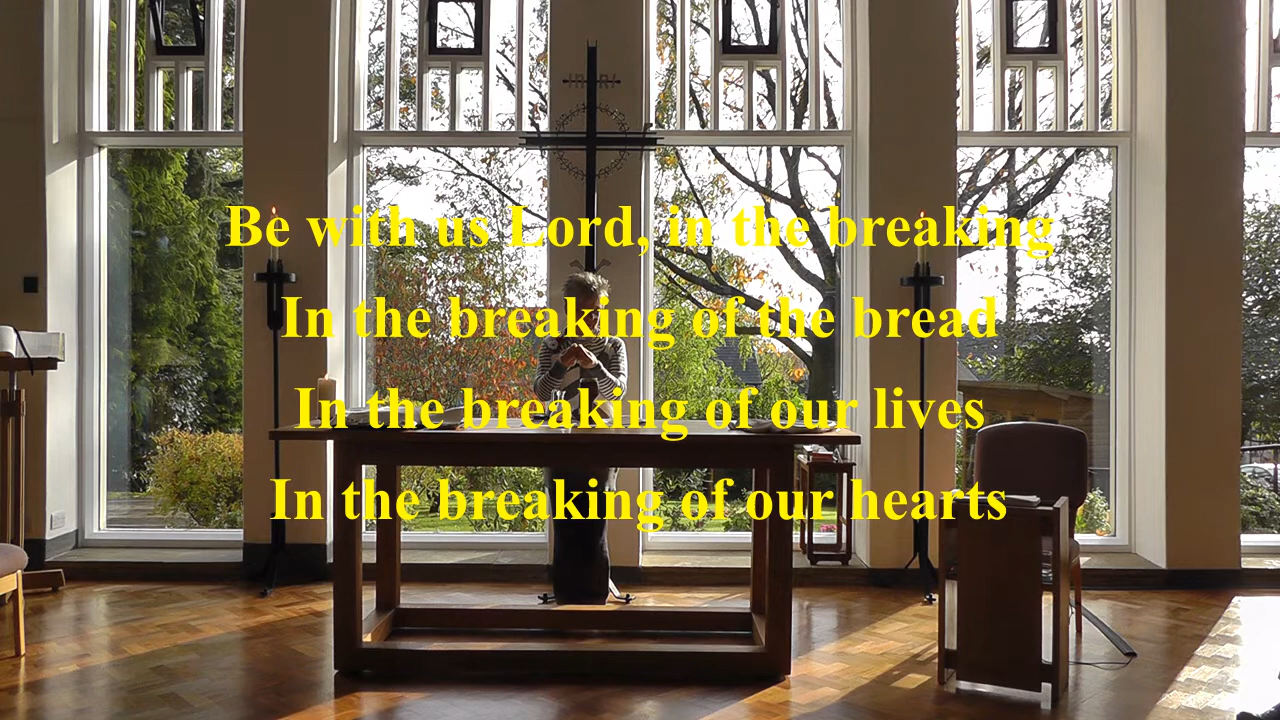 INRI
Be with us Lord, in the breaking
In the breaking of the bread
In the breaking of our lives
In the breaking of our hearts